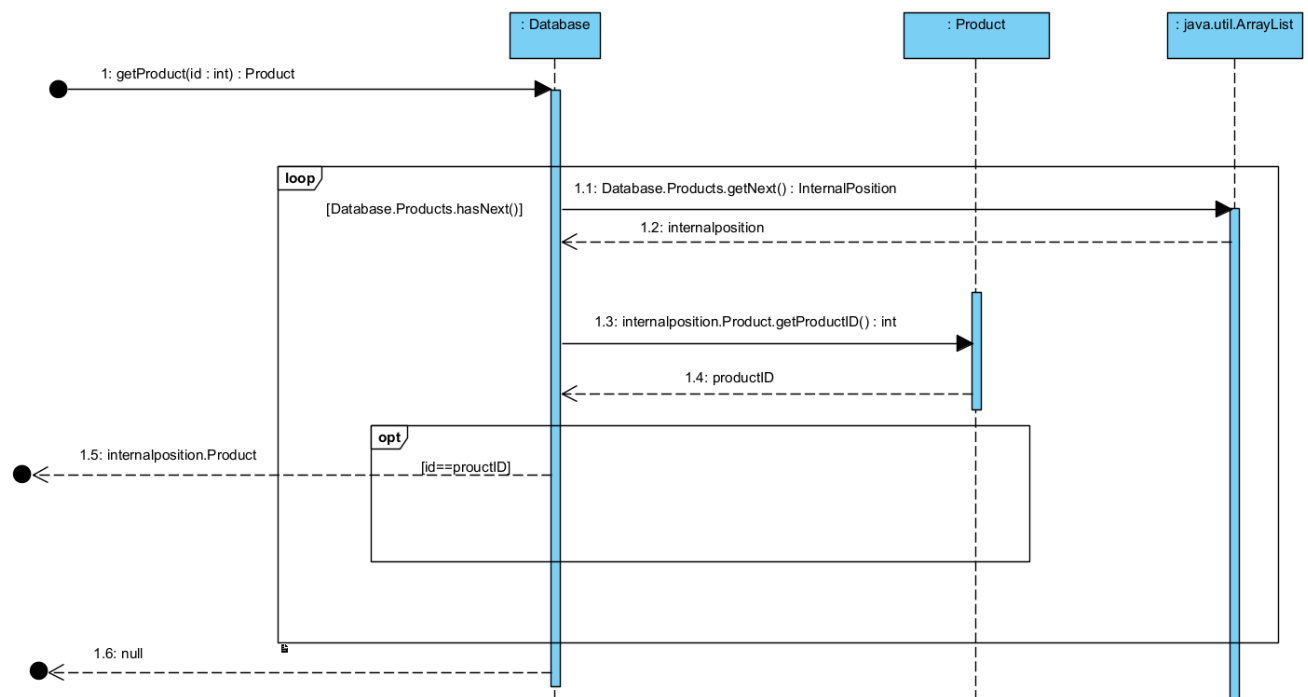 : Database
: Product
: java.util.ArrayList
1: getProduct(id : int) : Product
loop
1.1: Database.Products.getNext() : InternalPosition
[Database.Products.hasNext()]
1.2: internalposition
1.3: internalposition.Product.getProductID() : int
1.4: productID
opt
1.5: internalposition.Product
[id==prouctID]
1.6: null